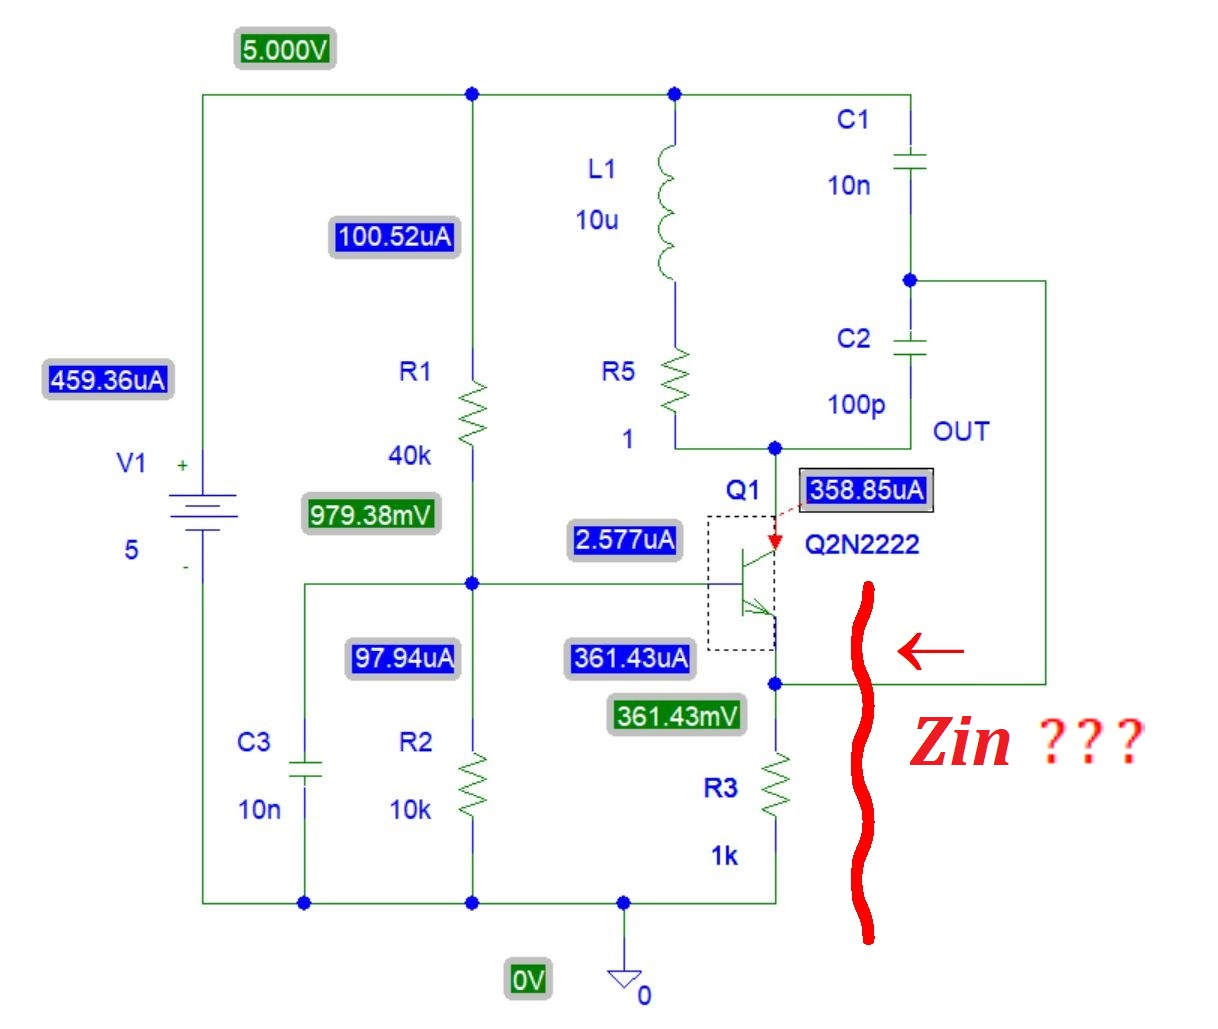 5.000V
C1
10n
L1
10u
100.52uA
459.36uA
R1
40k
R5
1
C2
100p
OUT
V1
+
5
-
979.38mV
Q1
358.85uA
2.577uA
Q2N2222
97.94uA
361.43uA
361.43mV
Zin ???
C3
10n
R2
10k
R3
1k
0V
0